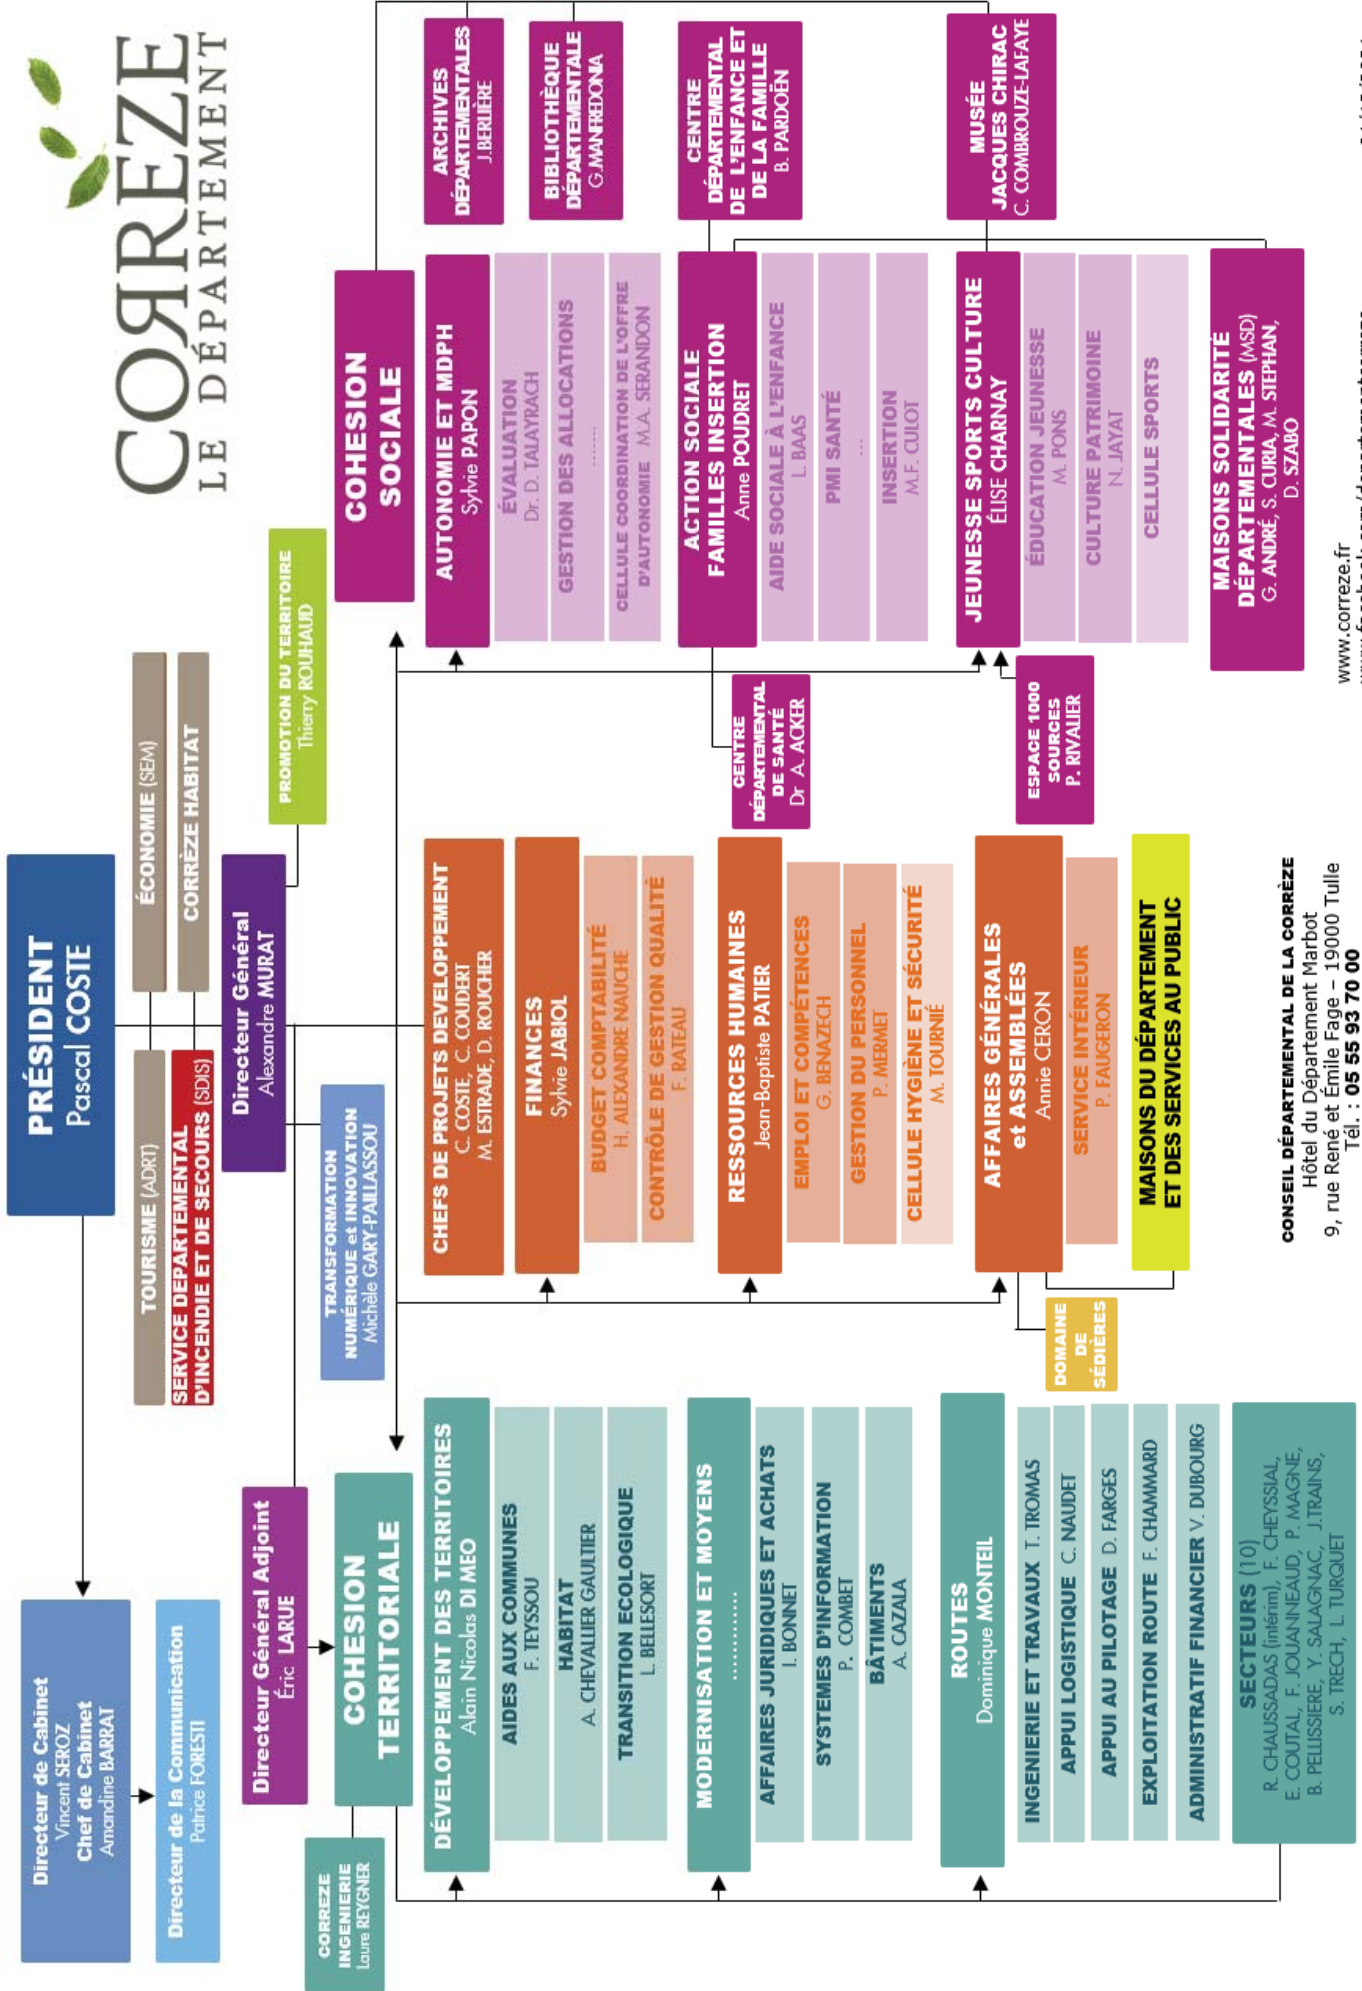 CORRÈZE
LE DÉPARTEMENT
PRÉSIDENT
Pascal COSTE
Directeur de Cabinet
Vincent SEROZ
Chef de Cabinet
Amandine BARRAT
Directeur de la Communication
Patrice FORESTI
TOURISME (ADRT)
ÉCONOMIE (SEM)
SERVICE DEPARTEMENTAL
D'INCENDIE ET DE SECOURS (SDIS)
CORRÈZE HABITAT
Directeur Général
Alexandre MURAT
Directeur Général Adjoint
Éric LARUE
PROMOTION DU TERRITOIRE
Thierry ROUHAUD
TRANSFORMATION
NUMÉRIQUE et INNOVATION
Michèle GARY-PAILLASSOU
CORREZE
INGENIERIE
Laure REYGNER
COHESION
TERRITORIALE
DÉVELOPPEMENT DES TERRITOIRES
Alain Nicolas DI MEO
AIDES AUX COMMUNES
F. TEYSSOU
HABITAT
A. CHEVALIER GAULTIER
TRANSITION ECOLOGIQUE
L. BELLESORT
MODERNISATION ET MOYENS
...........
AFFAIRES JURIDIQUES ET ACHATS
I. BONNET
SYSTEMES D'INFORMATION
P. COMBET
BÂTIMENTS
A. CAZALA
ROUTES
Dominique MONTEIL
INGENIERIE ET TRAVAUX T. TROMAS
APPUI LOGISTIQUE C. NAUDET
APPUI AU PILOTAGE D. FARGES
EXPLOITATION ROUTE F. CHAMMARD
ADMINISTRATIF FINANCIER V. DUBOURG
SECTEURS (10)
R. CHAUSSADAS (intérim), F. CHEYSSIAL,
E. COUTAL, F. JOUANNEAUD, P. MAGNE,
B. PELLISSIERE, Y. SALAGNAC, J.TRAINS,
S. TRECH, L. TURQUET
CHEFS DE PROJETS DEVELOPPEMENT
C. COSTE, C. COUDERT
M. ESTRADE, D. ROUCHER
FINANCES
Sylvie JABIOL
BUDGET COMPTABILITÉ
H. ALEXANDRE NAUCHE
CONTRÔLE DE GESTION QUALITÉ
F. RATEAU
RESSOURCES HUMAINES
Jean-Baptiste PATIER
EMPLOI ET COMPÉTENCES
G. BENAZECH
GESTION DU PERSONNEL
P. MERMET
CELLULE HYGIÈNE ET SÉCURITÉ
M. TOURNIÉ
AFFAIRES GÉNÉRALES
et ASSEMBLÉES
Annie CERON
SERVICE INTÉRIEUR
P. FAUGERON
DOMAINE
DE
SÉDIÈRES
MAISONS DU DÉPARTEMENT
ET DES SERVICES AU PUBLIC
COHESION
SOCIALE
AUTONOMIE ET MDPH
Sylvie PAPON
ÉVALUATION
Dr. D. TALAYRACH
GESTION DES ALLOCATIONS
........
CELLULE COORDINATION DE L'OFFRE
D'AUTONOMIE M.A. SERANDON
ACTION SOCIALE
FAMILLES INSERTION
Anne POUDRET
AIDE SOCIALE À L'ENFANCE
L. BAAS
PMI SANTÉ
...
INSERTION
M.F. CULOT
CENTRE
DÉPARTEMENTAL
DE SANTÉ
Dr A. ACKER
JEUNESSE SPORTS CULTURE
ÉLISE CHARNAY
ÉDUCATION JEUNESSE
M. PONS
CULTURE PATRIMOINE
N. JAYAT
CELLULE SPORTS
ESPACE 1000
SOURCES
P. RIVALIER
MAISONS SOLIDARITÉ
DÉPARTEMENTALES (MSD)
G. ANDRÉ, S. CURIA, M. STEPHAN,
D. SZABO
ARCHIVES
DÉPARTEMENTALES
J.BERLIÈRE
BIBLIOTHÈQUE
DÉPARTEMENTALE
G.MANFREDONIA
CENTRE
DÉPARTEMENTAL
DE L'ENFANCE ET
DE LA FAMILLE
B. PARDOËN
MUSÉE
JACQUES CHIRAC
C. COMBROUZE-LAFAYE
CONSEIL DÉPARTEMENTAL DE LA CORRÈZE
Hôtel du Département Marbot
9, rue René et Émile Fage – 19000 Tulle
Tél. : 05 55 93 70 00
www.correze.fr